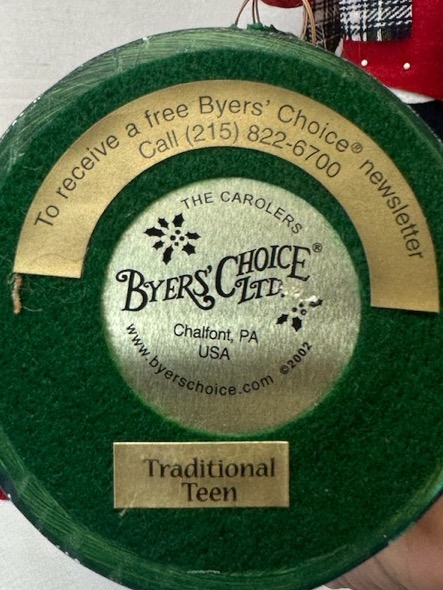 To receive a free Byers' Choice® newsletter
Call (215) 822-6700
THE CAROLERS
BYERS' CHOICE®
LTD.
Chalfont, PA
USA
www.byerschoice.com ©2002
Traditional
Teen